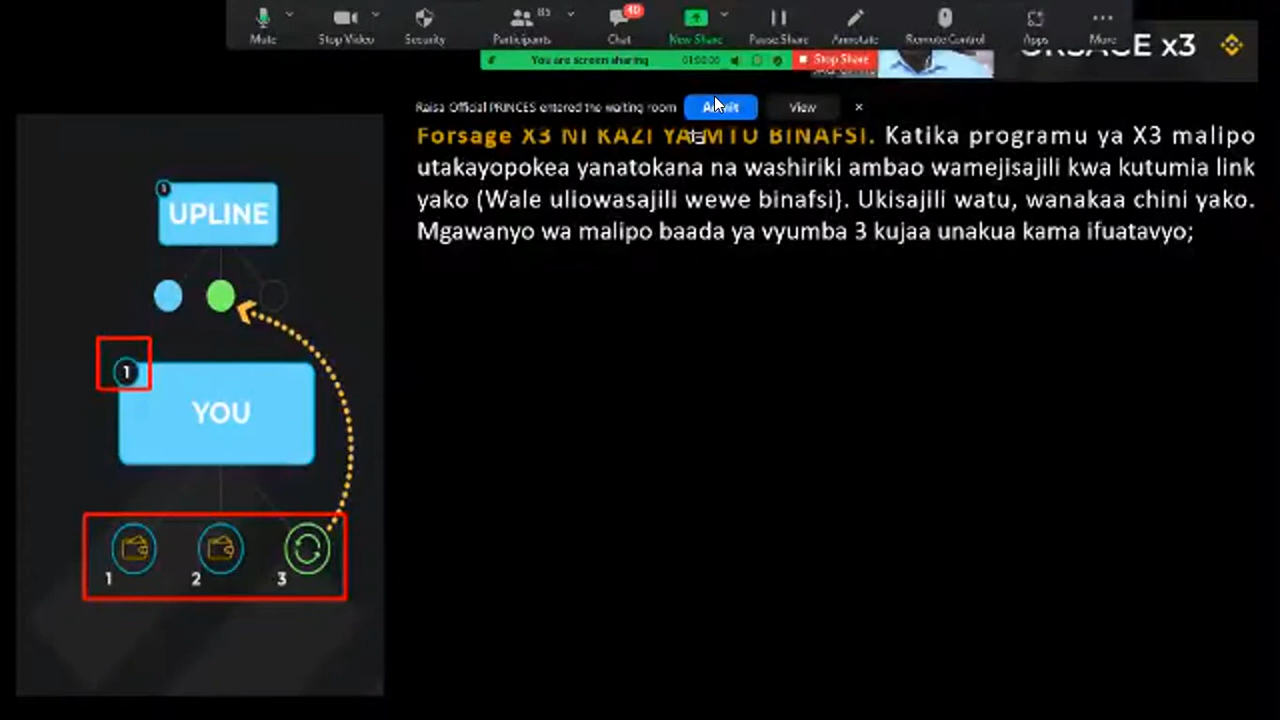 85
40
Mute
Stop Video
Security
Participants
Chat
New Share
Pause Share
Annotate
Remote Control
Apps
More
You are screen sharing
Stop Share
x3
Raisa Official PRINCES entered the waiting room
Admit
View
Forsage X3 NI KAZI YA MTU BINAFSI. Katika programu ya X3 malipo
utakayopokea yanatokana na washiriki ambao wamejisajili kwa kutumia link
yako (Wale uliowasajili wewe binafsi). Ukisajili watu, wanakaa chini yako.
Mgawanyo wa malipo baada ya vyumba 3 kujaa unakua kama ifuatavyo;
1
UPLINE
1
YOU
1
2
3